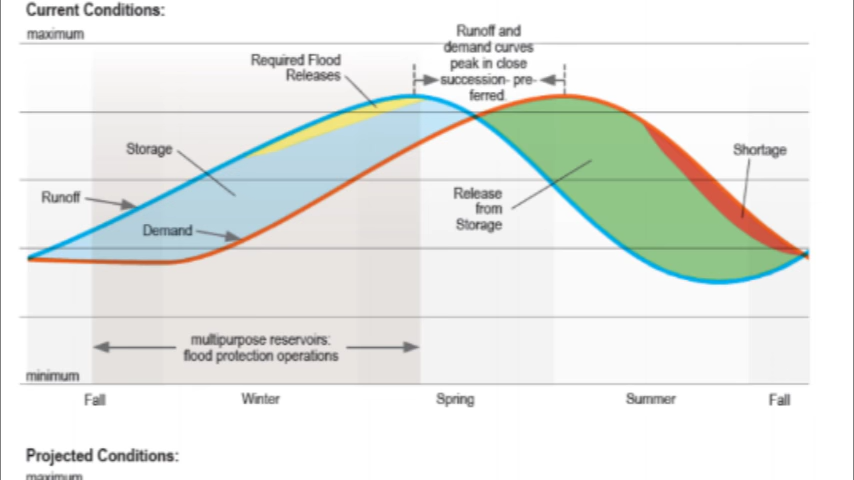 Current Conditions:
maximum
Runoff and
demand curves
peak in close
succession- pre-
ferred.
Required Flood
Releases
Storage
Shortage
Runoff
Release
from
Storage
Demand
multipurpose reservoirs:
flood protection operations
minimum
Fall
Winter
Spring
Summer
Fall
Projected Conditions:
maximum